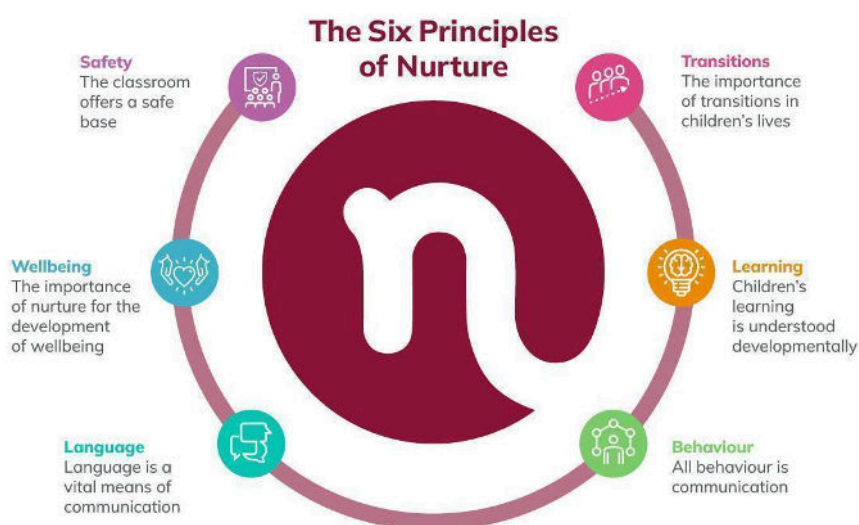 The Six Principles
of Nurture
Safety
The classroom
offers a safe
base
Transitions
The importance
of transitions in
children's lives
Wellbeing
The importance
of nurture for the
development
of wellbeing
n
Learning
Children's
learning
is understood
developmentally
Language
Language is a
vital means of
communication
Behaviour
All behaviour is
communication